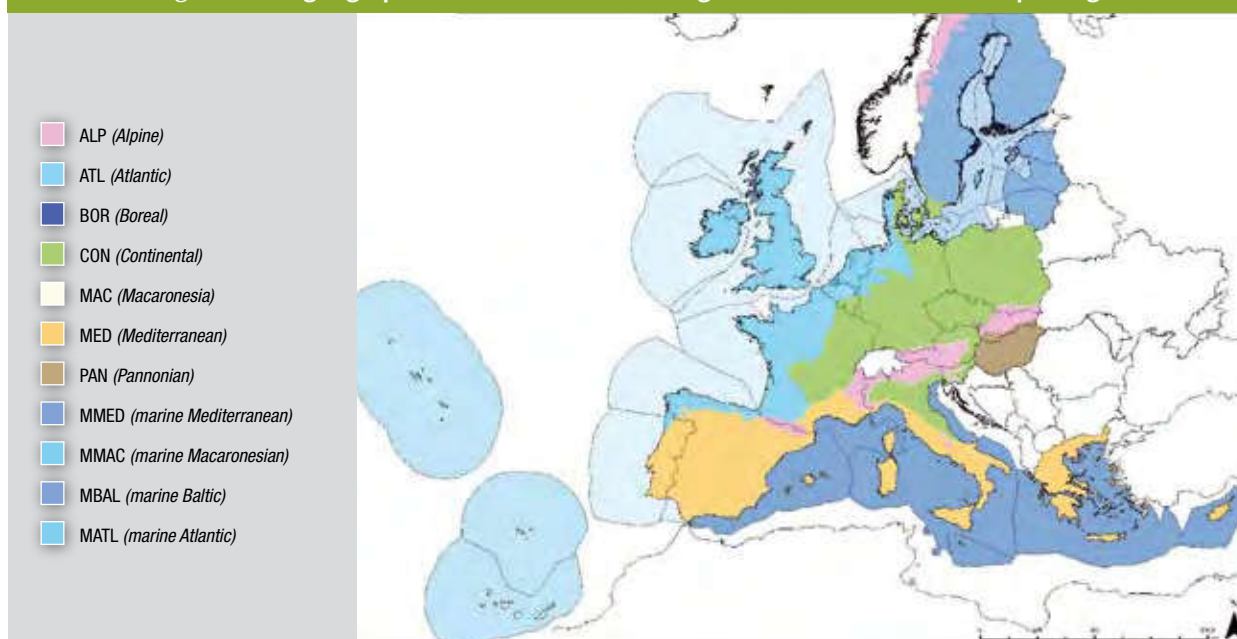 ALP (Alpine)
ATL (Atlantic)
BOR (Boreal)
CON (Continental)
MAC (Macaronesia)
MED (Mediterranean)
PAN (Pannonian)
MMED (marine Mediterranean)
MMAC (marine Macaronesian)
MBAL (marine Baltic)
MATL (marine Atlantic)